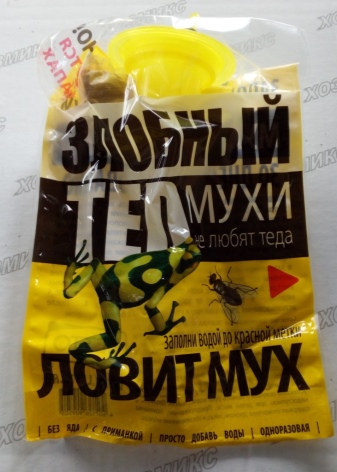 ЗЛОБНЫЙ
ТЕД
МУХИ
не любят теда
заполни водой до красной метки
ЛОВИТ МУХ
| БЕЗ ЯДА / С ПРИМАНКОЙ | ПРОСТО ДОБАВЬ ВОДЫ | ОДНОРАЗОВАЯ |
ХОЗМИКС